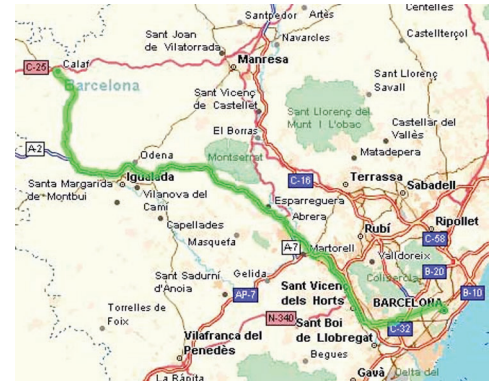 Centelles
Santpedor
Artés
Sant Joan
de Vilatorrada
Navarcles
Castellterçol
C-25
Calaf
Manresa
Barcelona
Sant Llorenç
Savall
Sant Vicenç
de Castellet
Sant Llorenç del
Munt I L'obac
Castellar del
Vallès
El Borras
A-2
Odena
Montserrat
Matadepera
Igualada
C-16
Terrassa
Santa Margarida
de Montbui
Vilanova del
Camí
Sabadell
Esparreguera
Abrera
Capellades
Rubí
Ripollet
C-58
Masquefa
A-7
Martorell
Valldoreix
B-20
Gelida
Sant Sadurní
d'Anoia
Collserola
B-10
AP-7
Sant Vicenç
dels Horts
BARCELONA
Torrelles de
Foix
N-340
C-32
Sant Boi
de Llobregat
Vilafranca del
Penedès
Begues
Gavà
Delta del
La Ràpita